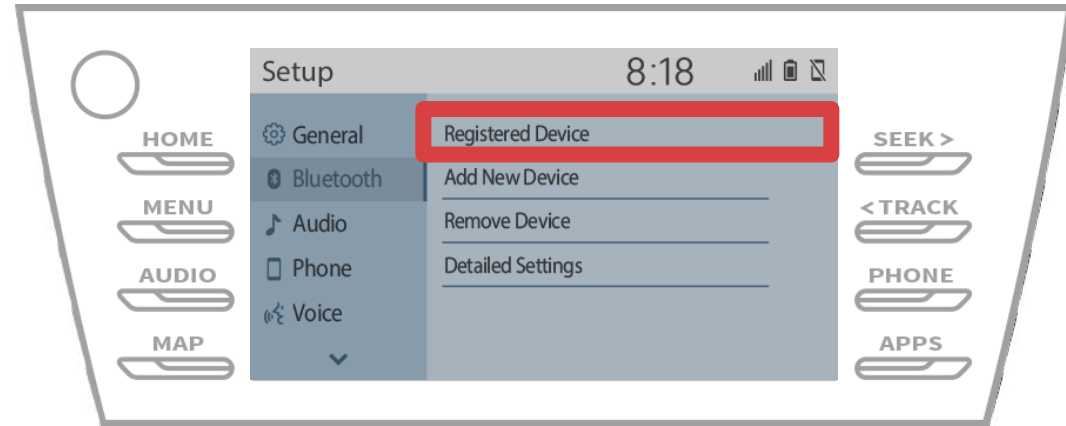 Setup 8:18
HOME
MENU
AUDIO
MAP
General
Bluetooth
Audio
Phone
Voice
Registered Device
Add New Device
Remove Device
Detailed Settings
SEEK >
< TRACK
PHONE
APPS